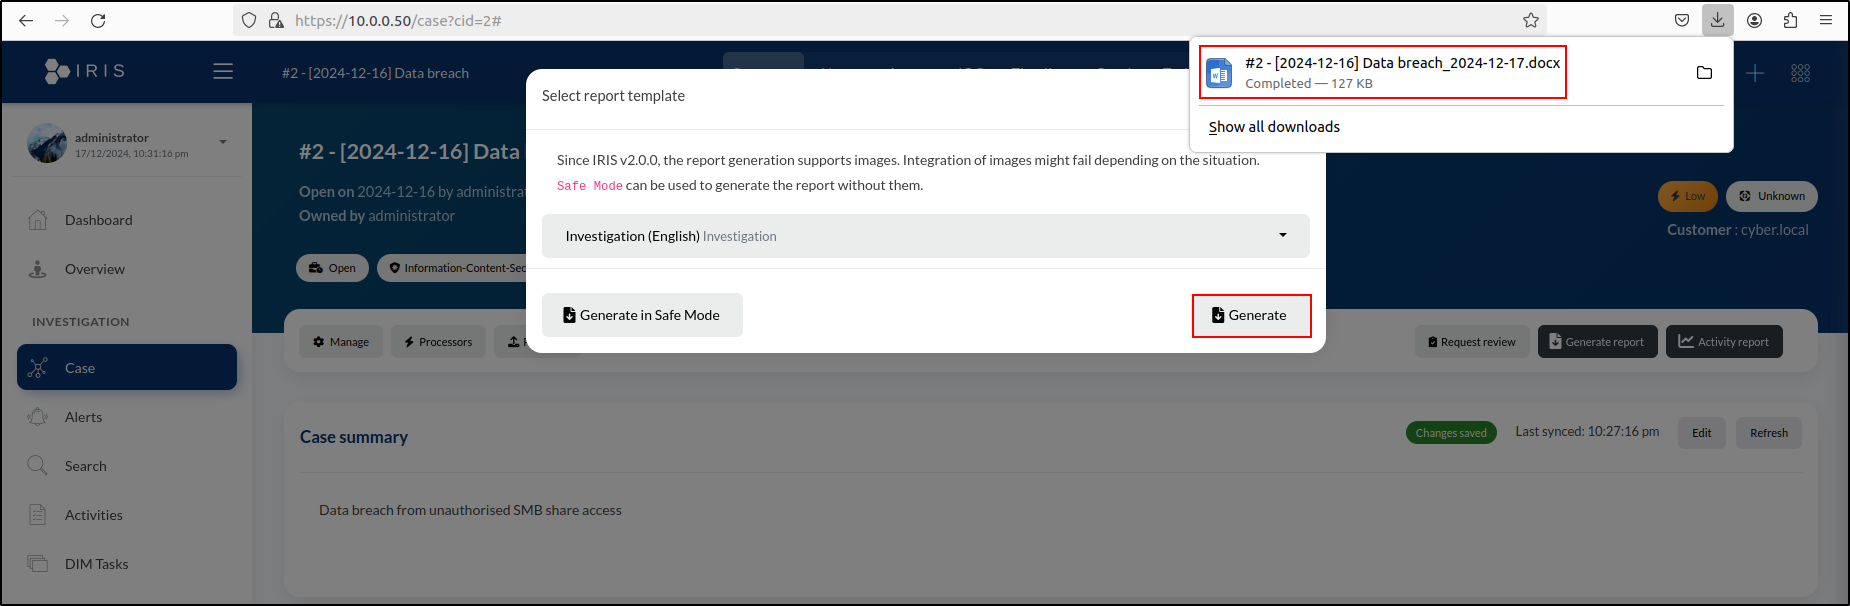 https://10.0.0.50/case?cid=2#
IRIS
#2 - [2024-12-16] Data breach
#2 - [2024-12-16] Data breach_2024-12-17.docx
Completed — 127 KB
Show all downloads
Select report template
administrator
17/12/2024, 10:31:16 pm
#2 - [2024-12-16] Data
Since IRIS v2.0.0, the report generation supports images. Integration of images might fail depending on the situation.
Safe Mode can be used to generate the report without them.
Open on 2024-12-16 by administra
Owned by administrator
Low
Unknown
Customer : cyber.local
Investigation (English) Investigation
Dashboard
Overview
Open
Information-Content-Sec
Generate in Safe Mode
Generate
INVESTIGATION
Manage
Processors
Request review
Generate report
Activity report
Case
Alerts
Search
Activities
DIM Tasks
Case summary
Changes saved
Last synced: 10:27:16 pm
Edit
Refresh
Data breach from unauthorised SMB share access